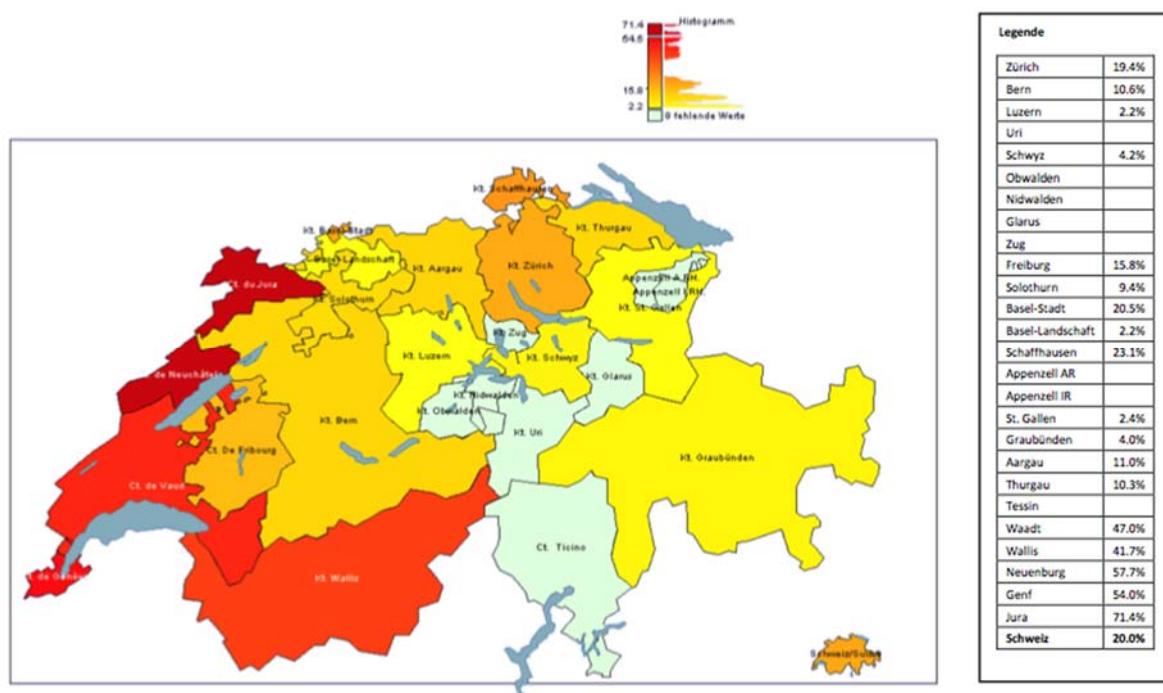 Histogramm
71.4
64.6
15.8
2.2
9 fehlende Werte
Kt. Schaffhausen
Kt. Basel-Stadt
Basel-Landschaft
Kt. Thurgau
Kt. Aargau
Kt. Zürich
Appenzell A.RH.
Appenzell I.RH.
Kt. St. Gallen
Ct. du Jura
Kt. Solothurn
Kt. Zug
Kt. Luzern
Kt. Schwyz
Kt. Glarus
de Neuchâtel
Kt. Nidwalden
Kt. Obwalden
Kt. Bern
Kt. Uri
Ct. De Fribourg
Kt. Graubünden
Ct. de Vaud
Ct. Ticino
Kt. Wallis
de Genève
Schweiz/Suisse
Legende
Zürich 19.4%
Bern 10.6%
Luzern 2.2%
Uri
Schwyz 4.2%
Obwalden
Nidwalden
Glarus
Zug
Freiburg 15.8%
Solothurn 9.4%
Basel-Stadt 20.5%
Basel-Landschaft 2.2%
Schaffhausen 23.1%
Appenzell AR
Appenzell IR
St. Gallen 2.4%
Graubünden 4.0%
Aargau 11.0%
Thurgau 10.3%
Tessin
Waadt 47.0%
Wallis 41.7%
Neuenburg 57.7%
Genf 54.0%
Jura 71.4%
Schweiz 20.0%